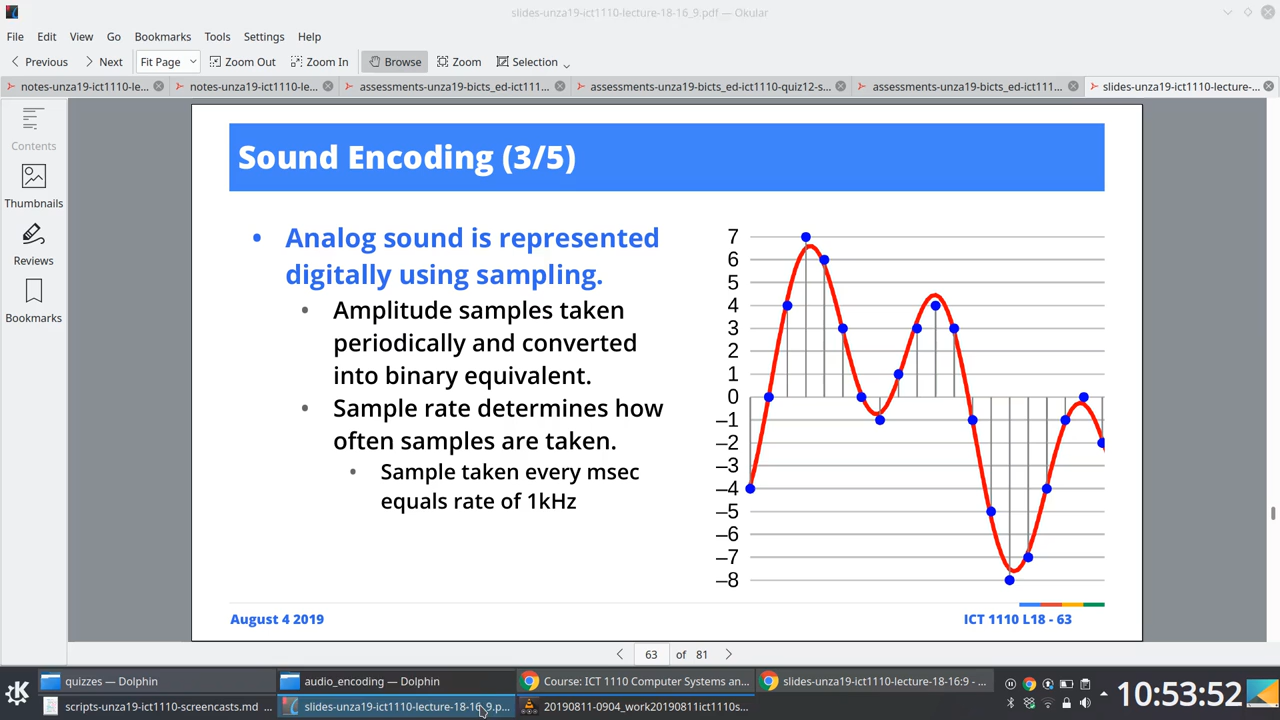 slides-unza19-ict1110-lecture-18-16_9.pdf — Okular
File Edit View Go Bookmarks Tools Settings Help
Previous Next Fit Page Zoom Out Zoom In Browse Zoom Selection
notes-unza19-ict1110-le... notes-unza19-ict1110-le... assessments-unza19-bicts_ed-ict111... assessments-unza19-bicts_ed-ict1110-quiz12-s... assessments-unza19-bicts_ed-ict111... slides-unza19-ict1110-lecture-...
Contents
Thumbnails
Reviews
Bookmarks
Sound Encoding (3/5)
• Analog sound is represented
digitally using sampling.
• Amplitude samples taken
periodically and converted
into binary equivalent.
• Sample rate determines how
often samples are taken.
• Sample taken every msec
equals rate of 1kHz
7
6
5
4
3
2
1
0
–1
–2
–3
–4
–5
–6
–7
–8
August 4 2019
ICT 1110 L18 - 63
63 of 81
quizzes — Dolphin audio_encoding — Dolphin Course: ICT 1110 Computer Systems an... slides-unza19-ict1110-lecture-18-16:9 - ...
scripts-unza19-ict1110-screencasts.md ... slides-unza19-ict1110-lecture-18-16_9.p... 20190811-0904_work20190811ict1110s...
10:53:52